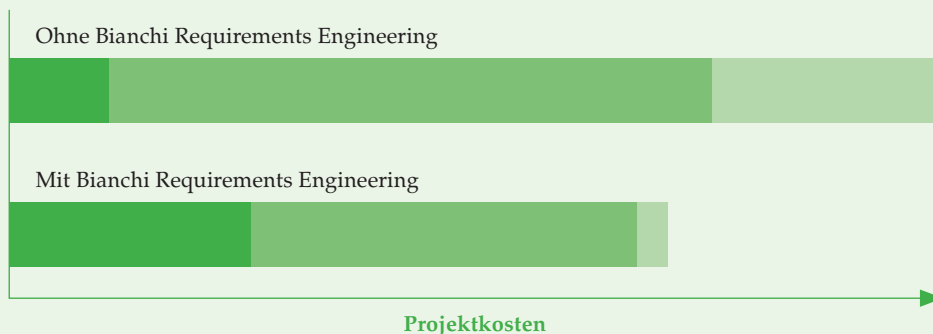 Ohne Bianchi Requirements Engineering
Mit Bianchi Requirements Engineering
Projektkosten